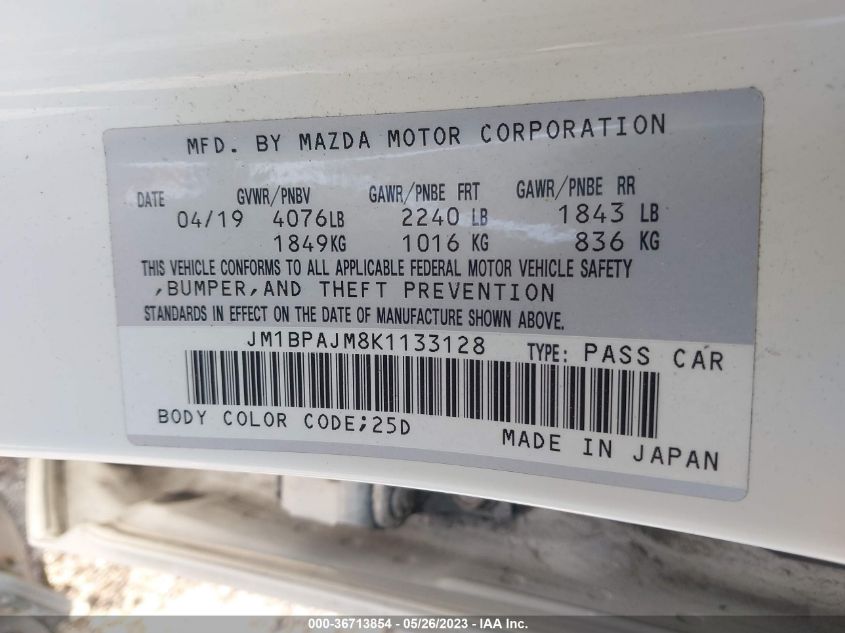 MFD. BY MAZDA MOTOR CORPORATION
DATE GVWR/PNBV GAWR/PNBE FRT GAWR/PNBE RR
04/19 4076LB 2240 LB 1843 LB
1849KG 1016 KG 836 KG
THIS VEHICLE CONFORMS TO ALL APPLICABLE FEDERAL MOTOR VEHICLE SAFETY
,BUMPER,AND THEFT PREVENTION
STANDARDS IN EFFECT ON THE DATE OF MANUFACTURE SHOWN ABOVE.
JM1BPAJM8K1133128 TYPE: PASS CAR
BODY COLOR CODE;25D MADE IN JAPAN
000-36713854 - 05/26/2023 - IAA Inc.